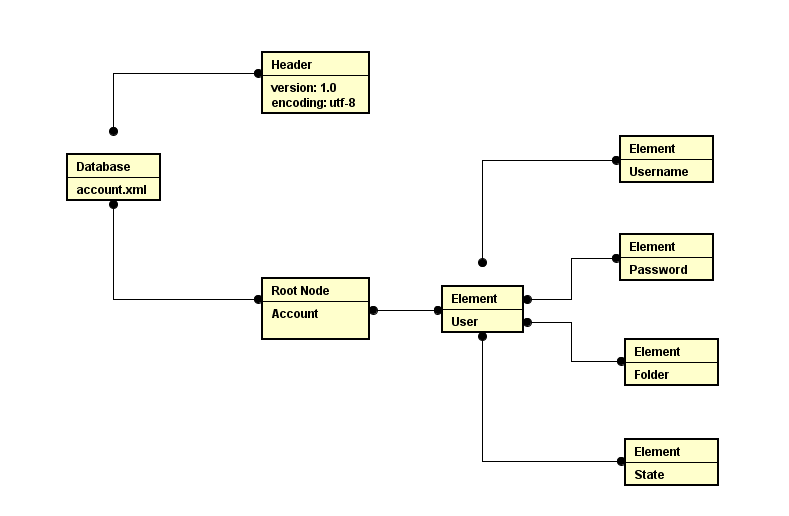 Header
version: 1.0
encoding: utf-8
Database
account.xml
Root Node
Account
Element
User
Element
Username
Element
Password
Element
Folder
Element
State